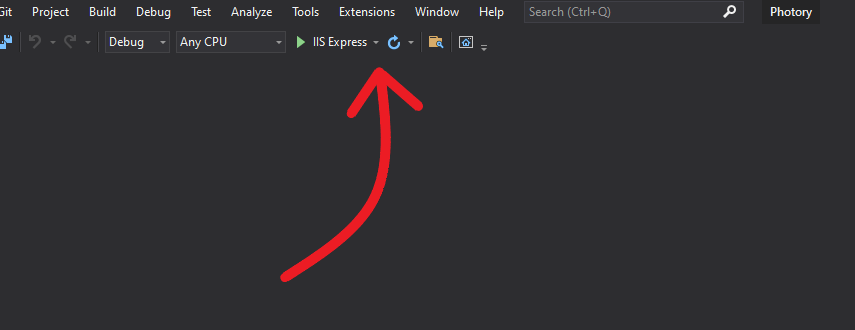 Git Project Build Debug Test Analyze Tools Extensions Window Help Search (Ctrl+Q) Photory
Debug Any CPU IIS Express